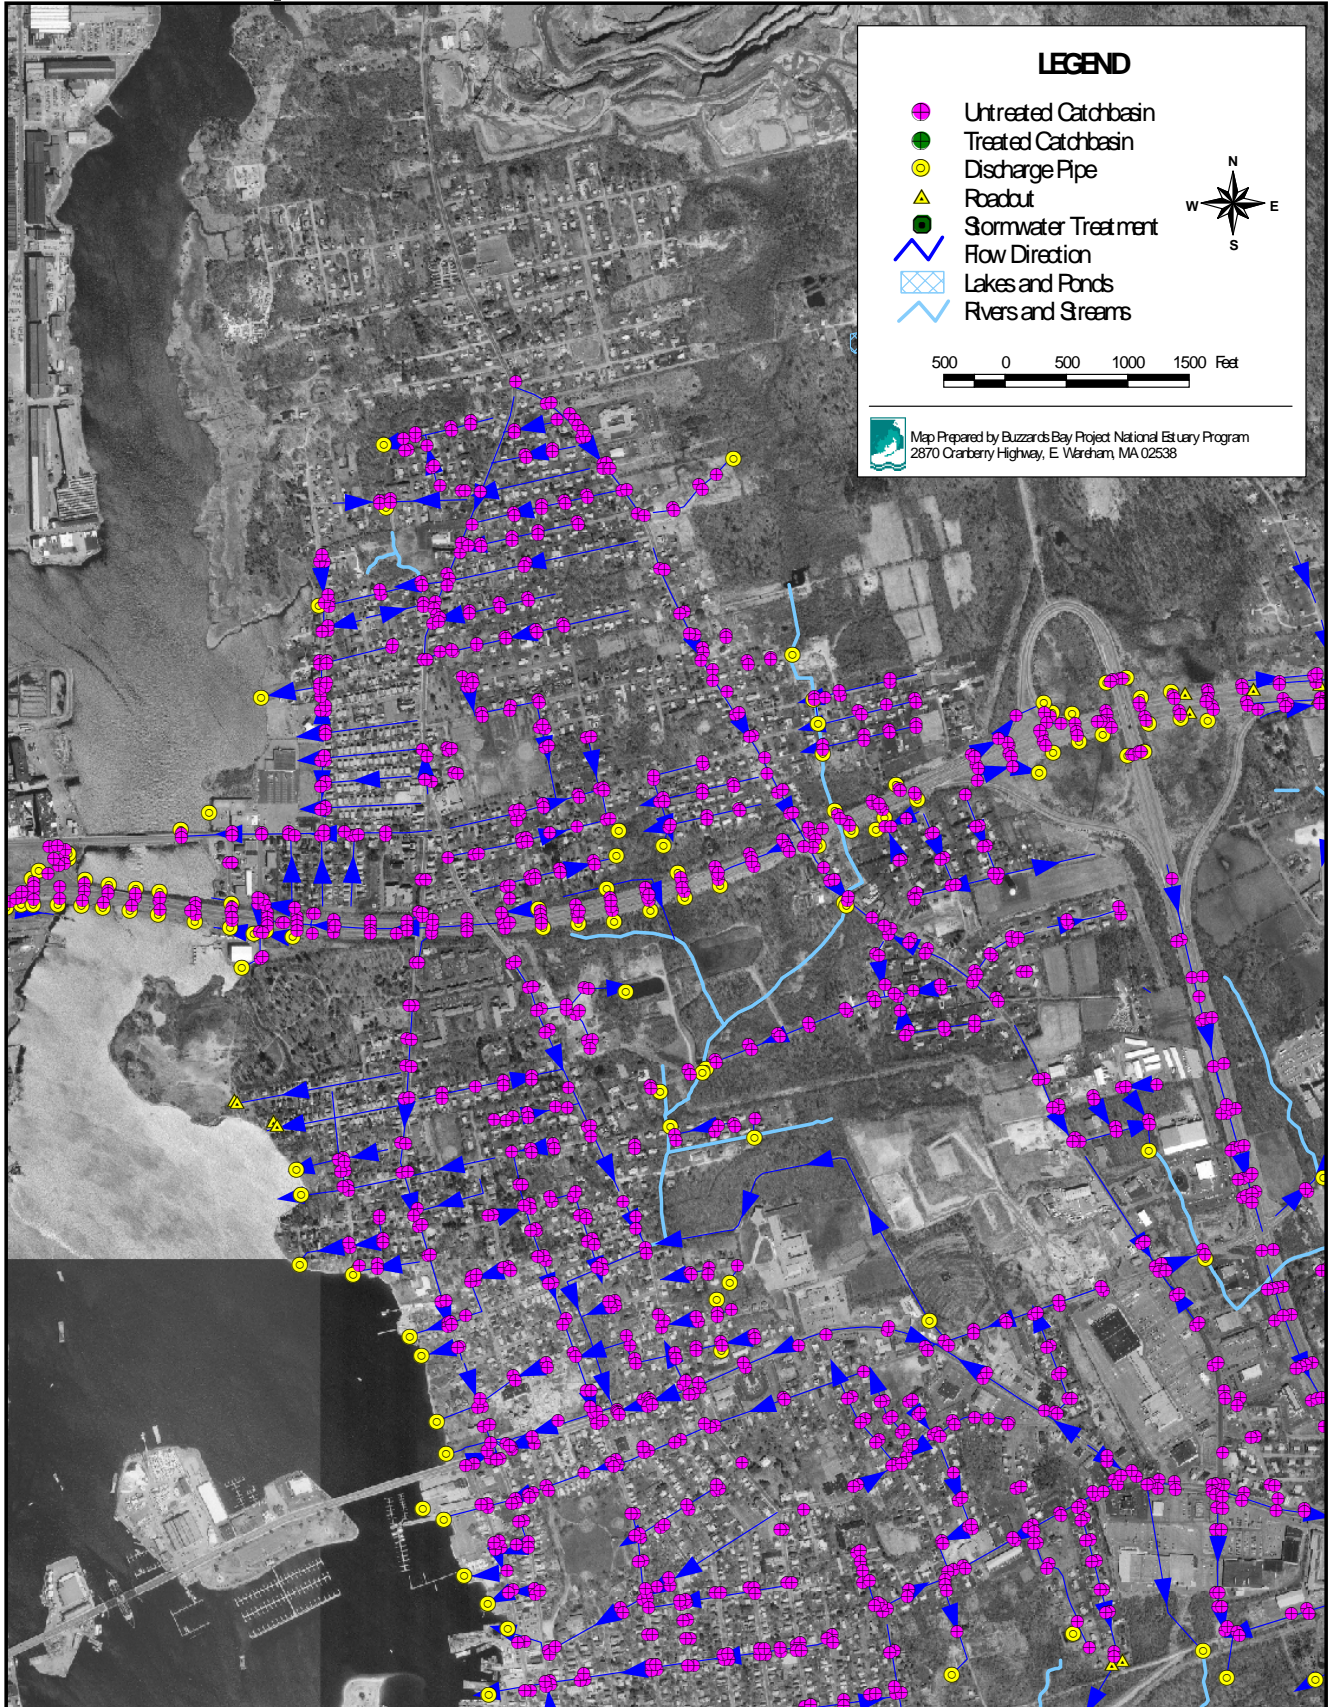 LEGEND
Untreated Catchbasin
Treated Catchbasin
Discharge Pipe
Roadcut
Stormwater Treatment
Flow Direction
Lakes and Ponds
Rivers and Streams
N
W E
S
500 0 500 1000 1500 Feet
Map Prepared by Buzzards Bay Project National Estuary Program
2870 Cranberry Highway, E. Wareham, MA 02538